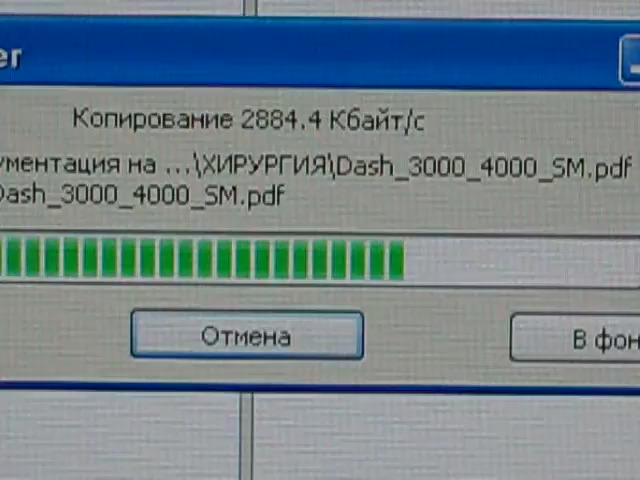 er
Копирование 2884.4 Кбайт/с
ументация на ...\ХИРУРГИЯ\Dash_3000_4000_SM.pdf
Dash_3000_4000_SM.pdf
Отмена
В фон